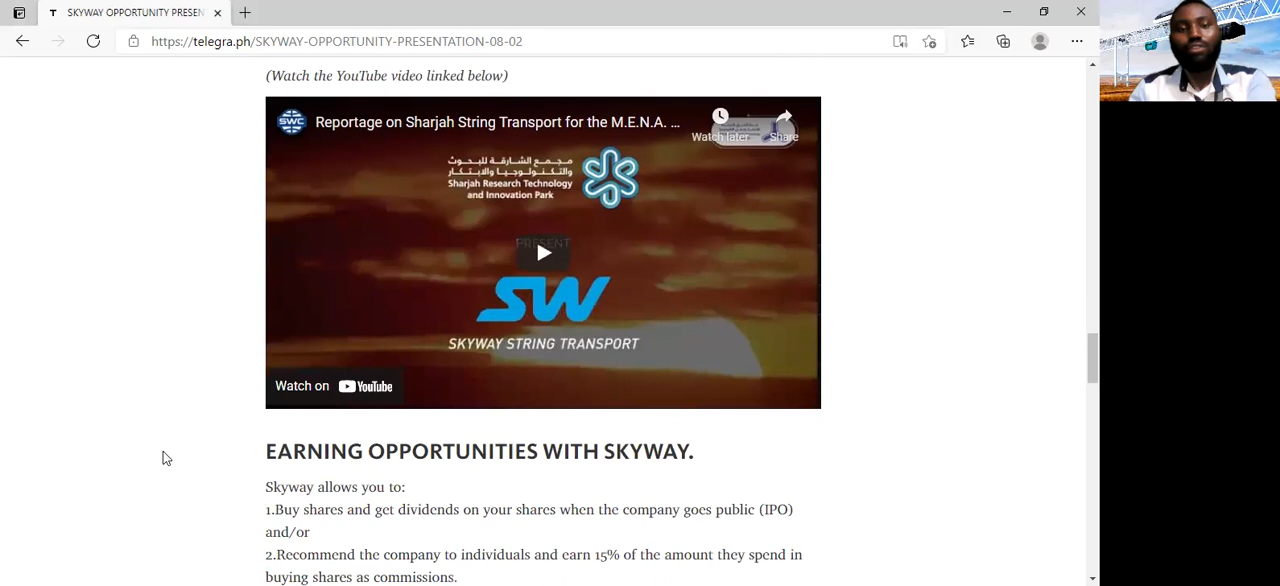 SKYWAY OPPORTUNITY PRESEN
https://telegra.ph/SKYWAY-OPPORTUNITY-PRESENTATION-08-02
(Watch the YouTube video linked below)
SWC
Reportage on Sharjah String Transport for the M.E.N.A. ...
Watch later
Share
مجمع الشارقة للبحوث
والتكنولوجيا والابتكار
Sharjah Research Technology
and Innovation Park
PRESENT
SW
SKYWAY STRING TRANSPORT
Watch on YouTube
EARNING OPPORTUNITIES WITH SKYWAY.
Skyway allows you to:
1.Buy shares and get dividends on your shares when the company goes public (IPO)
and/or
2.Recommend the company to individuals and earn 15% of the amount they spend in
buying shares as commissions.